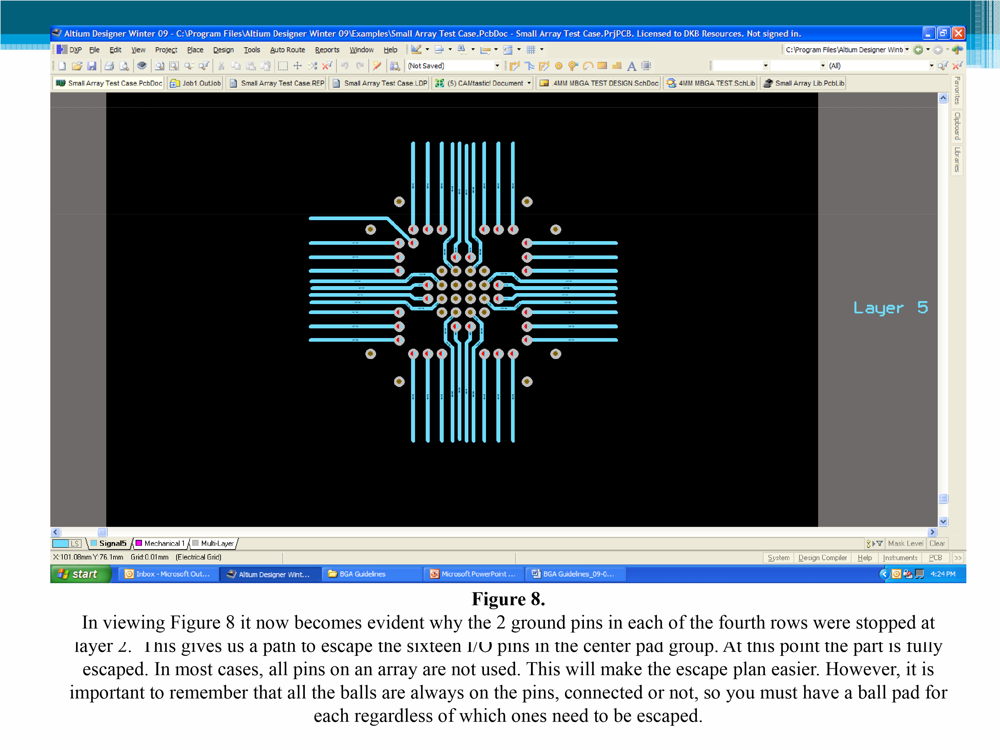 Altium Designer Winter 09 - C:\Program Files\Altium Designer Winter 09\Examples\Small Array Test Case.PcbDoc - Small Array Test Case.PrjPCB. Licensed to DKB Resources. Not signed in.
DXP File Edit View Project Place Design Tools Auto Route Reports Window Help C:\Program Files\Altium Designer Wint
(Not Saved) (All)
Small Array Test Case.PcbDoc Job1.OutJob Small Array Test Case.REP Small Array Test Case.LDP (5) CAMtastic! Document .4MM MBGA TEST DESIGN.SchDoc 4MM MBGA TEST.SchLib Small Array Lib.PcbLib
Favorites
Clipboard
Libraries
Layer 5
LS Signal5 Mechanical 1 Multi-Layer Mask Level Clear
X:101.08mm Y:76.1mm Grid:0.01mm (Electrical Grid) System Design Compiler Help Instruments PCB >>
start Inbox - Microsoft Out... Altium Designer Wint... BGA Guidelines Microsoft PowerPoint ... BGA Guidelines_09-0... 4:24 PM
Figure 8.
In viewing Figure 8 it now becomes evident why the 2 ground pins in each of the fourth rows were stopped at
layer 2. This gives us a path to escape the sixteen I/O pins in the center pad group. At this point the part is fully
escaped. In most cases, all pins on an array are not used. This will make the escape plan easier. However, it is
important to remember that all the balls are always on the pins, connected or not, so you must have a ball pad for
each regardless of which ones need to be escaped.